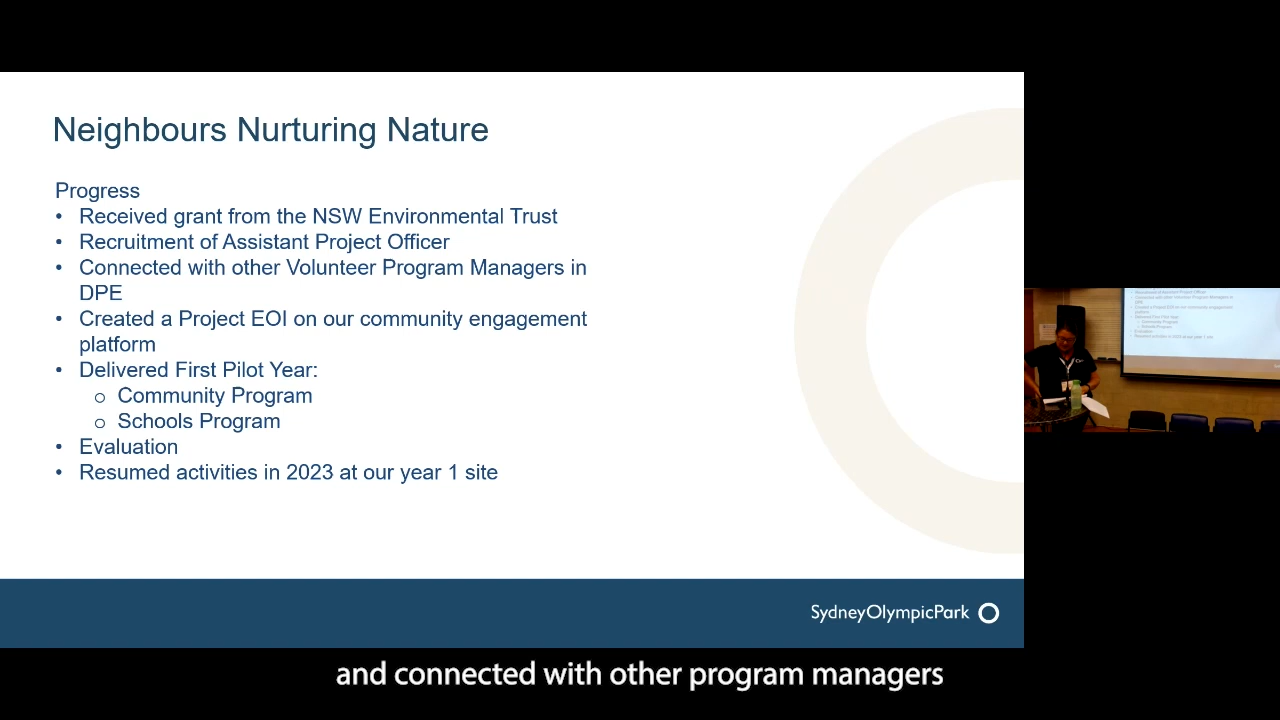 Neighbours Nurturing Nature
Progress
• Received grant from the NSW Environmental Trust
• Recruitment of Assistant Project Officer
• Connected with other Volunteer Program Managers in
DPE
• Created a Project EOI on our community engagement
platform
• Delivered First Pilot Year:
o Community Program
o Schools Program
• Evaluation
• Resumed activities in 2023 at our year 1 site
SydneyOlympicPark
and connected with other program managers